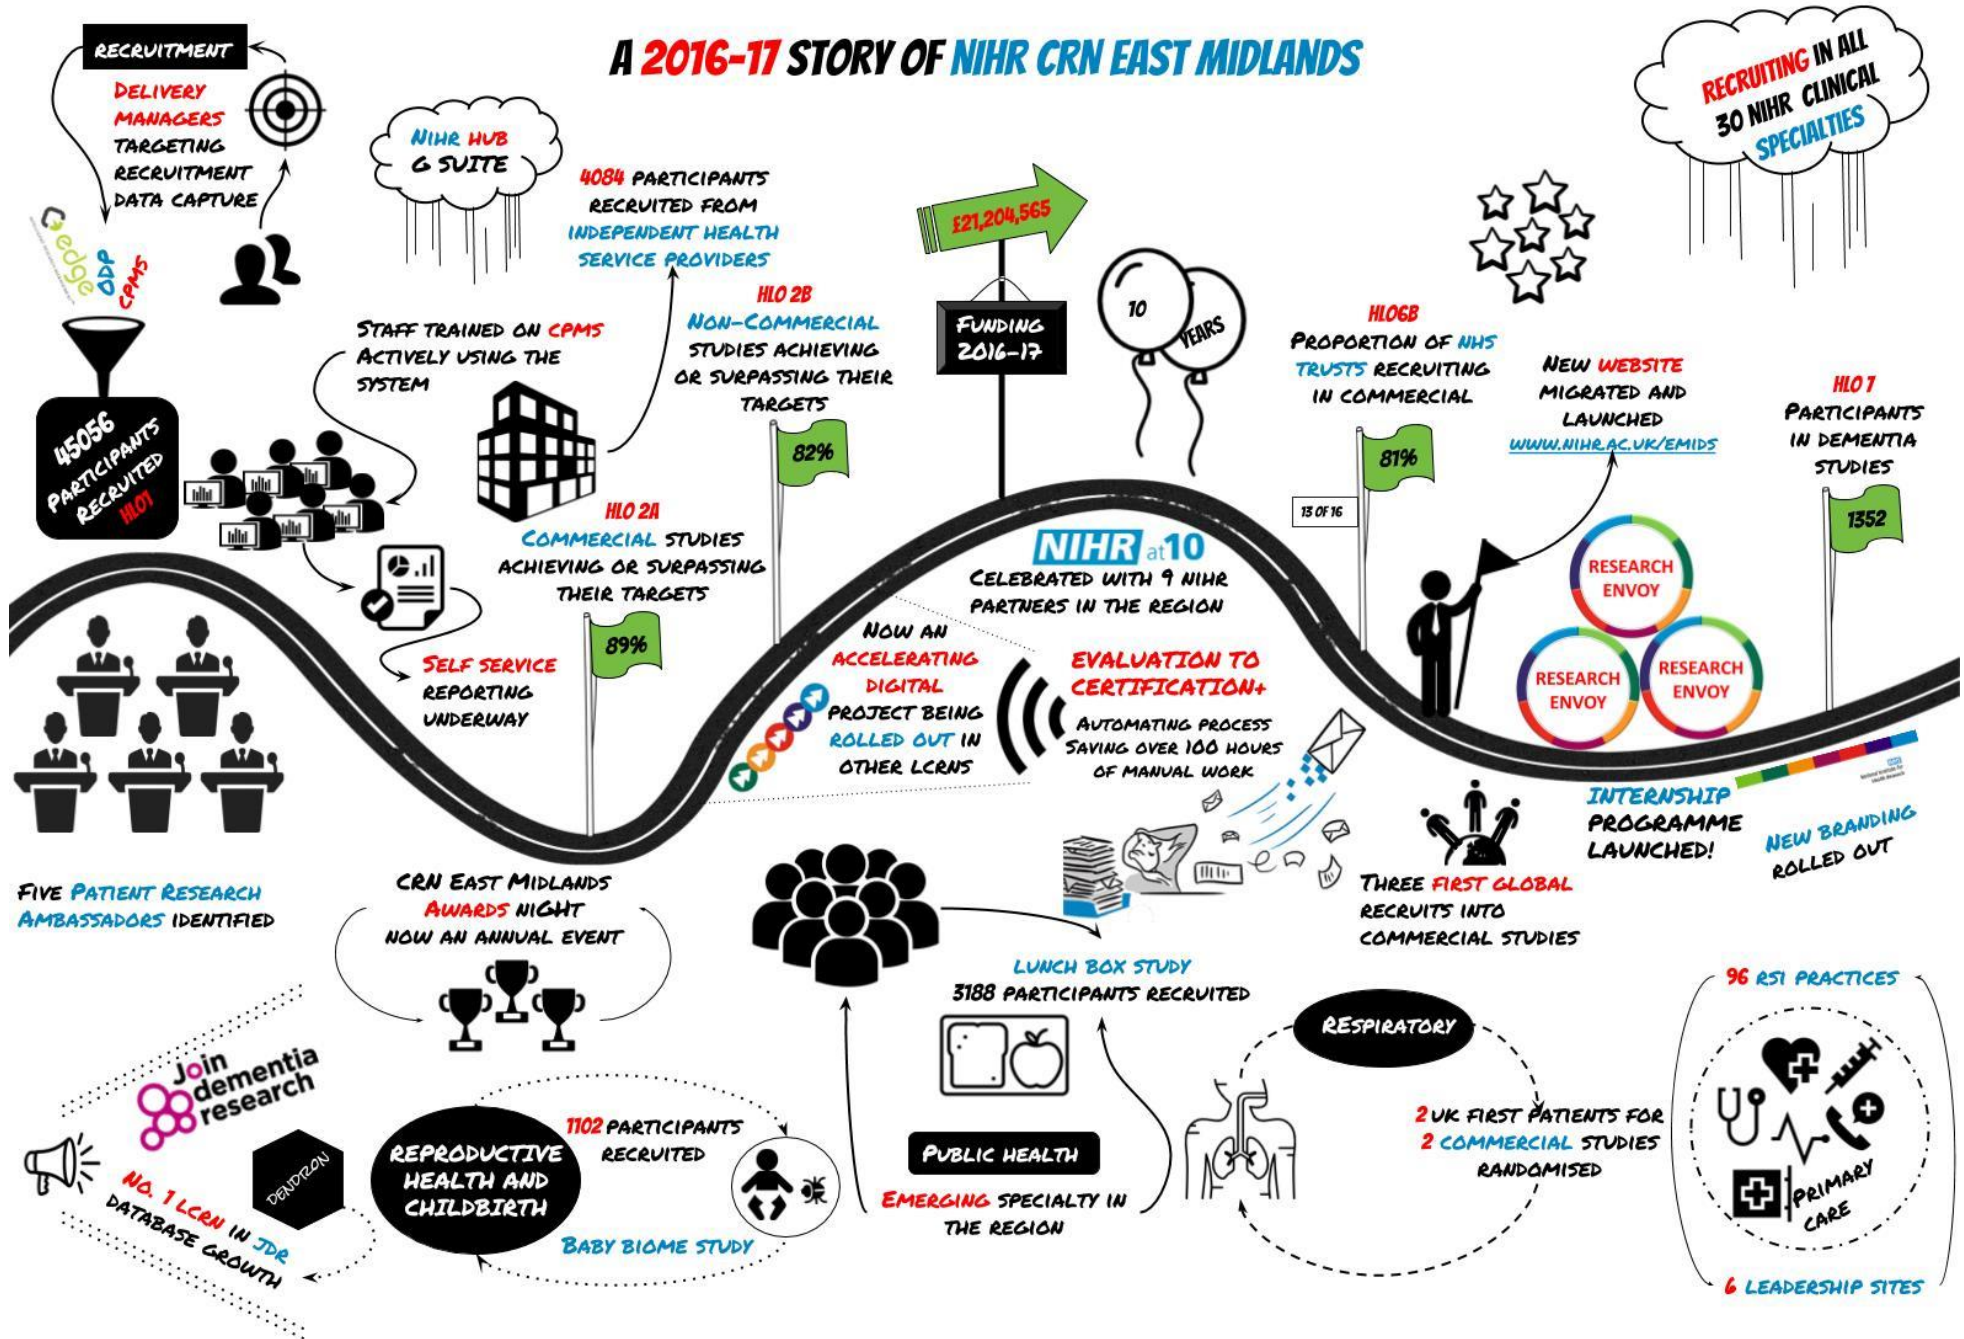 A 2016-17 STORY OF NIHR CRN EAST MIDLANDS
RECRUITMENT
DELIVERY
MANAGERS
TARGETING
RECRUITMENT
DATA CAPTURE
edge
ODP
CPMS
45056
PARTICIPANTS
RECRUITED
HLO1
NIHR HUB
G SUITE
STAFF TRAINED ON CPMS
ACTIVELY USING THE
SYSTEM
SELF SERVICE
REPORTING
UNDERWAY
4084 PARTICIPANTS
RECRUITED FROM
INDEPENDENT HEALTH
SERVICE PROVIDERS
HLO 2A
COMMERCIAL STUDIES
ACHIEVING OR SURPASSING
THEIR TARGETS
89%
HLO 2B
NON-COMMERCIAL
STUDIES ACHIEVING
OR SURPASSING THEIR
TARGETS
82%
£21,204,565
FUNDING
2016-17
10
YEARS
NIHR at 10
CELEBRATED WITH 9 NIHR
PARTNERS IN THE REGION
HLO6B
PROPORTION OF NHS
TRUSTS RECRUITING
IN COMMERCIAL
81%
13 OF 16
RECRUITING IN ALL
30 NIHR CLINICAL
SPECIALTIES
NEW WEBSITE
MIGRATED AND
LAUNCHED
WWW.NIHR.AC.UK/EMIDS
HLO 7
PARTICIPANTS
IN DEMENTIA
STUDIES
1352
RESEARCH
ENVOY
RESEARCH
ENVOY
RESEARCH
ENVOY
NOW AN
ACCELERATING
DIGITAL
PROJECT BEING
ROLLED OUT IN
OTHER LCRNS
EVALUATION TO
CERTIFICATION+
AUTOMATING PROCESS
SAVING OVER 100 HOURS
OF MANUAL WORK
INTERNSHIP
PROGRAMME
LAUNCHED!
NHS
National Institute for
Health Research
NEW BRANDING
ROLLED OUT
FIVE PATIENT RESEARCH
AMBASSADORS IDENTIFIED
CRN EAST MIDLANDS
AWARDS NIGHT
NOW AN ANNUAL EVENT
THREE FIRST GLOBAL
RECRUITS INTO
COMMERCIAL STUDIES
LUNCH BOX STUDY
3188 PARTICIPANTS RECRUITED
PUBLIC HEALTH
EMERGING SPECIALTY IN
THE REGION
Join
dementia
research
NO. 1 LCRN IN JDR
DATABASE GROWTH
DENDRON
REPRODUCTIVE
HEALTH AND
CHILDBIRTH
1102 PARTICIPANTS
RECRUITED
BABY BIOME STUDY
RESPIRATORY
2 UK FIRST PATIENTS FOR
2 COMMERCIAL STUDIES
RANDOMISED
96 RSI PRACTICES
PRIMARY
CARE
6 LEADERSHIP SITES